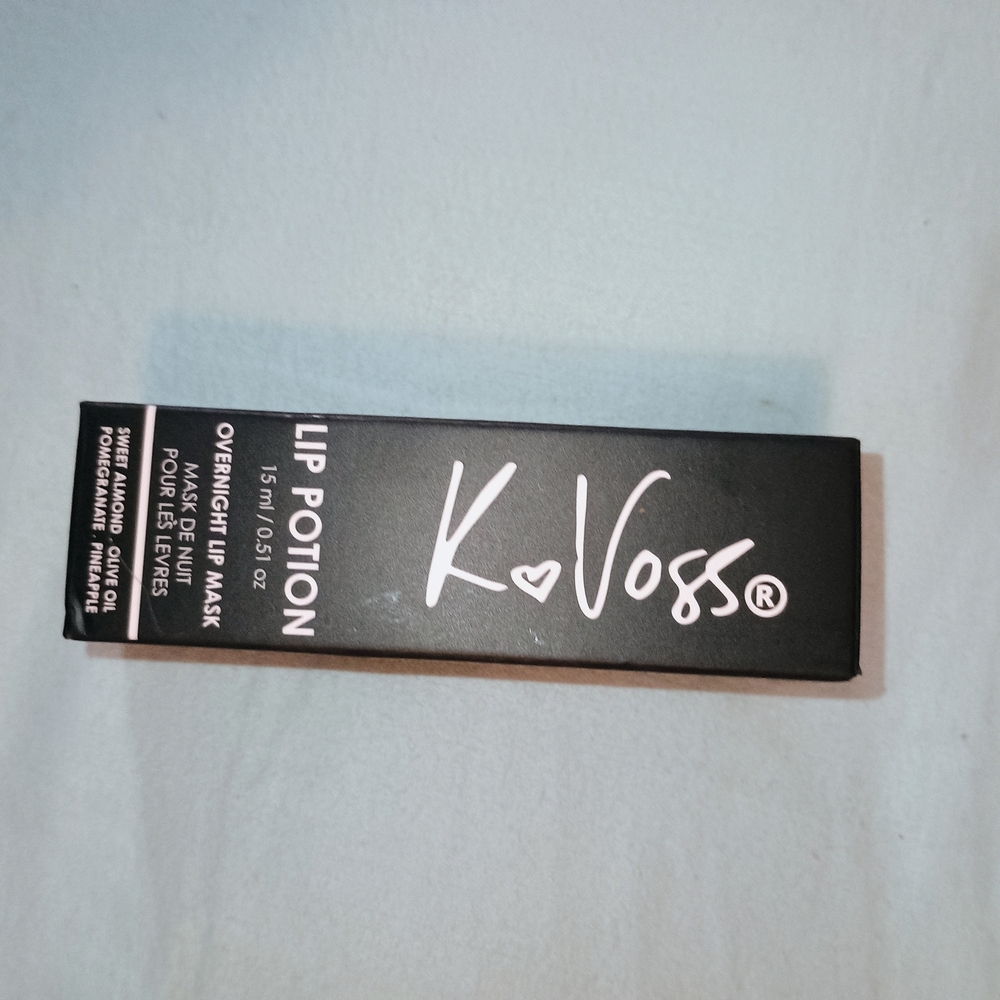 K♡Voss®
LIP POTION
15 ml / 0.51 oz
OVERNIGHT LIP MASK
MASK DE NUIT
POUR LES LEVRES
SWEET ALMOND . OLIVE OIL
POMEGRANATE . PINEAPPLE